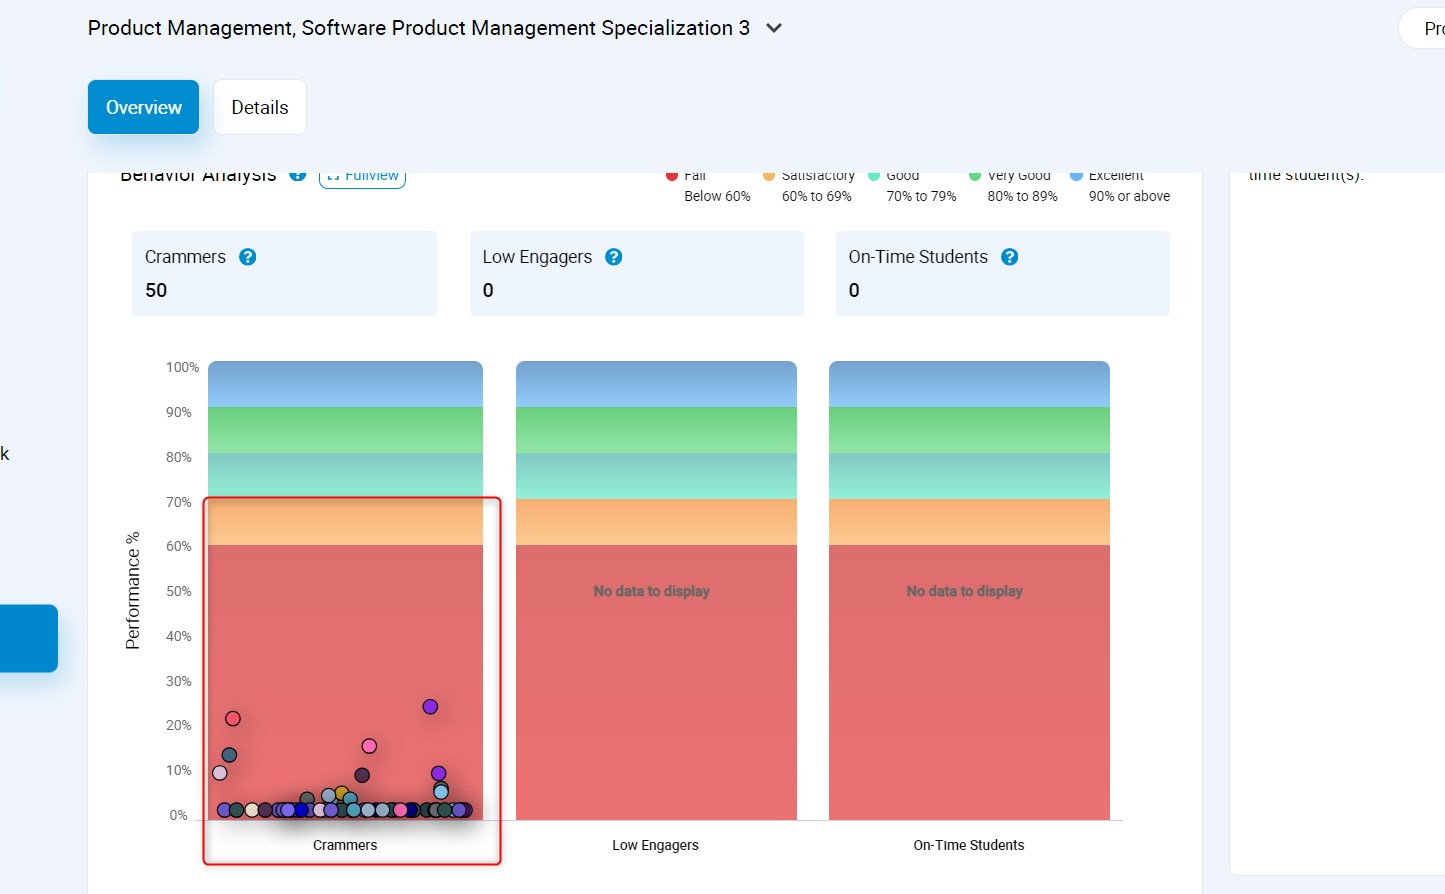 Product Management, Software Product Management Specialization 3
Pro
Overview
Details
Behavior Analysis
?
Fullview
Fail
Satisfactory
Good
Very Good
Excellent
Below 60%
60% to 69%
70% to 79%
80% to 89%
90% or above
time student(s).
Crammers ?
50
Low Engagers ?
0
On-Time Students ?
0
100%
90%
80%
70%
60%
50%
40%
30%
20%
10%
0%
Performance %
No data to display
No data to display
Crammers
Low Engagers
On-TIme Students
k